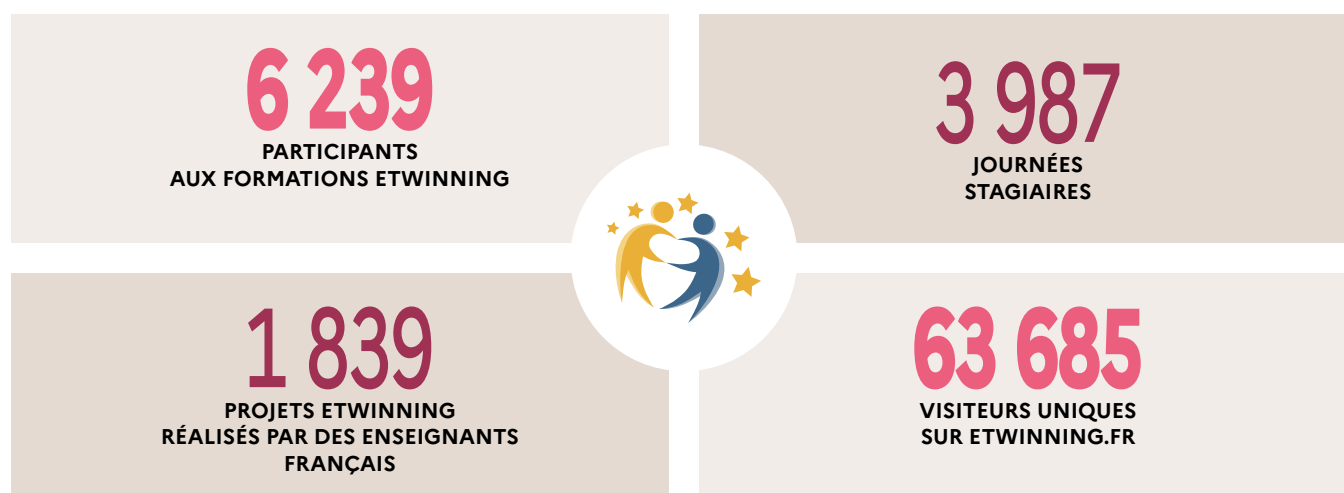 6 239
PARTICIPANTS
AUX FORMATIONS ETWINNING
3 987
JOURNÉES
STAGIAIRES
1 839
PROJETS ETWINNING
RÉALISÉS PAR DES ENSEIGNANTS
FRANÇAIS
63 685
VISITEURS UNIQUES
SUR ETWINNING.FR